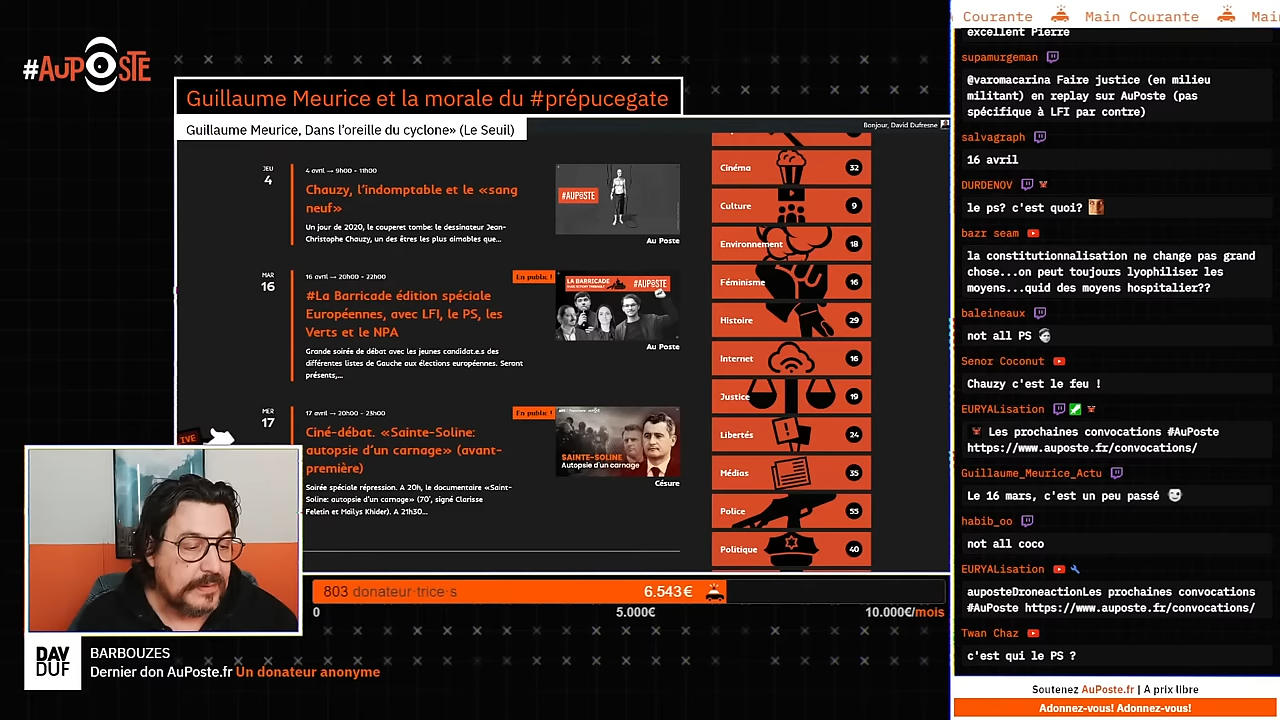 #AUPOSTE
Guillaume Meurice et la morale du #prépucegate
Guillaume Meurice, Dans l'oreille du cyclone» (Le Seuil)
Bonjour, David Dufresne
JEU
4
4 avril → 9h00 - 11h00
Chauzy, l'indomptable et le «sang
neuf»
Un jour de 2020, le couperet tombe: le dessinateur Jean-
Christophe Chauzy, un des êtres les plus aimables que...
#AUPOSTE
Au Poste
MAR
16
16 avril → 20h00 - 22h00
En public !
#La Barricade édition spéciale
Européennes, avec LFI, le PS, les
Verts et le NPA
Grande soirée de débat avec les jeunes candidat.e.s des
différentes listes de Gauche aux élections européennes. Seront
présents,...
LA BARRICADE
#AUPOSTE
Au Poste
MER
17
17 avril → 20h00 - 23h00
En public !
Ciné-débat. «Sainte-Soline:
autopsie d'un carnage» (avant-
première)
Soirée spéciale répression. A 20h, le documentaire «Saint-
Soline: autopsie d'un carnage» (70', signé Clarisse
Feletin et Maïlys Khider). A 21h30...
SAINTE-SOLINE
Autopsie d'un carnage
Césure
Cinéma 32
Culture 9
Environnement 18
Féminisme 16
Histoire 29
Internet 16
Justice 19
Libertés 24
Médias 35
Police 55
Politique 40
IVE
803 donateur·trice·s 6.543€
0 5.000€ 10.000€/mois
DAV
DUF
BARBOUZES
Dernier don AuPoste.fr Un donateur anonyme
Courante Main Courante Mai
excellent Pierre
supamurgeman
@varomacarina Faire justice (en milieu
militant) en replay sur AuPoste (pas
spécifique à LFI par contre)
salvagraph
16 avril
DURDENOV
le ps? c'est quoi?
bazr seam
la constitutionnalisation ne change pas grand
chose...on peut toujours lyophiliser les
moyens...quid des moyens hospitalier??
baleineaux
not all PS
Senor Coconut
Chauzy c'est le feu !
EURYALisation
Les prochaines convocations #AuPoste
https://www.auposte.fr/convocations/
Guillaume_Meurice_Actu
Le 16 mars, c'est un peu passé
habib_oo
not all coco
EURYALisation
auposteDroneactionLes prochaines convocations
#AuPoste https://www.auposte.fr/convocations/
Twan Chaz
c'est qui le PS ?
Soutenez AuPoste.fr | A prix libre
Adonnez-vous! Adonnez-vous!